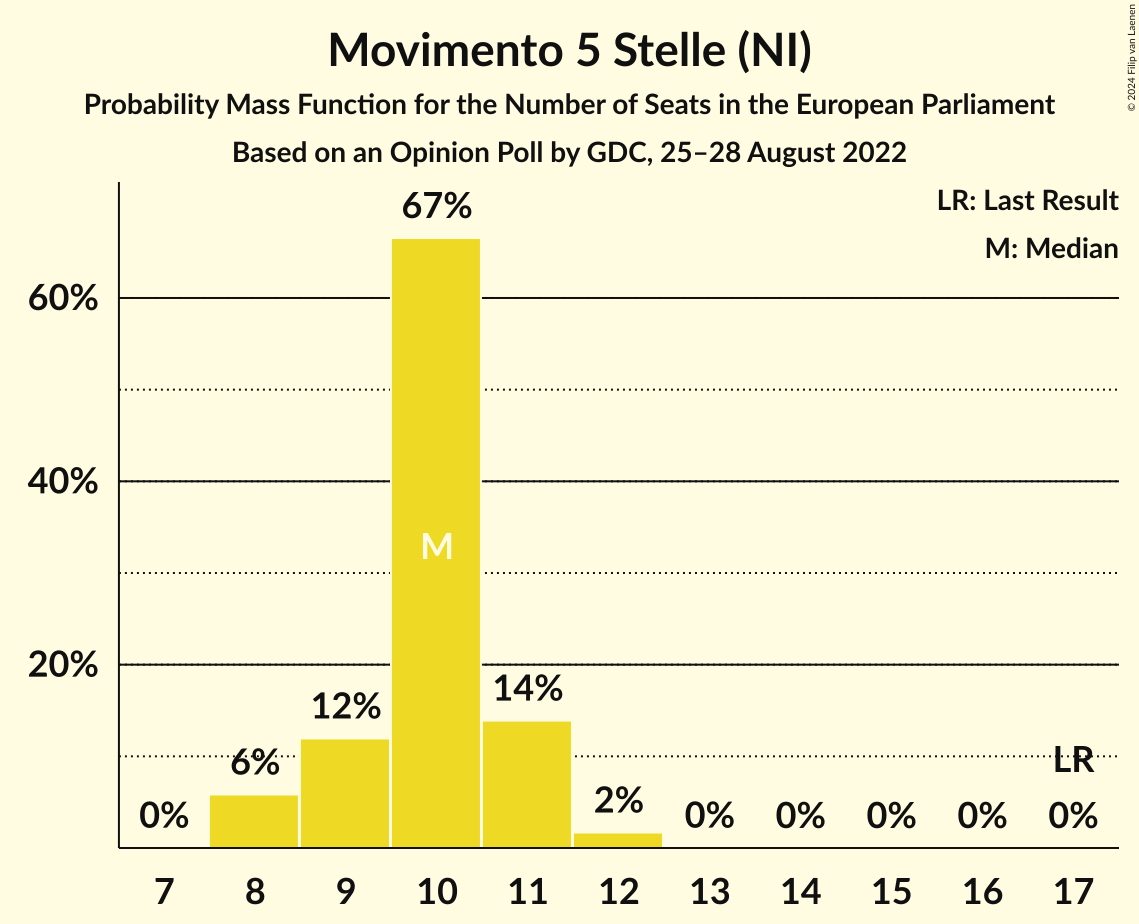 Movimento 5 Stelle (NI)
Probability Mass Function for the Number of Seats in the European Parliament
Based on an Opinion Poll by GDC, 25–28 August 2022
© 2024 Filip van Laenen
LR: Last Result
M: Median
67%
60%
40%
M
20%
14%
12%
6%
LR
2%
0%
0%
0%
0%
0%
0%
7 8 9 10 11 12 13 14 15 16 17